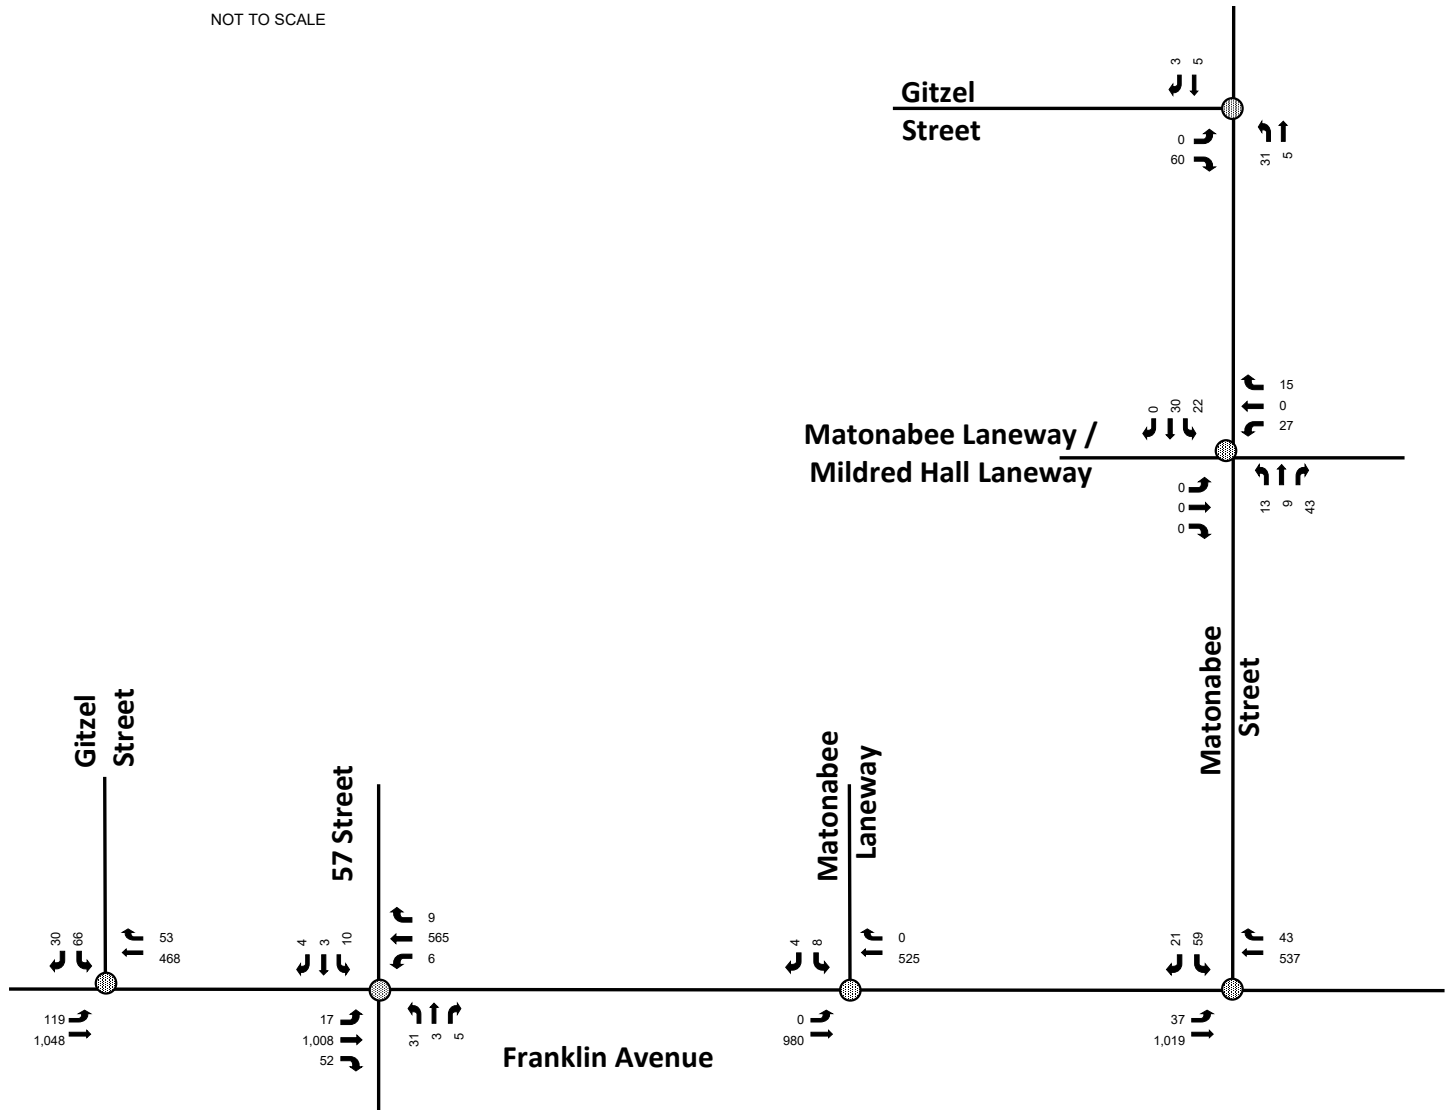 NOT TO SCALE
3 5
Gitzel
Street
0
60
31 5
0 30 22
15
0
27
Matonabee Laneway /
Mildred Hall Laneway
0
0
0
13 9 43
Matonabee
Street
Gitzel
Street
57 Street
Matonabee
Laneway
30 66
53
468
4 3 10
9
565
6
4 8
0
525
21 59
43
537
119
1,048
17
1,008
52
31 3 5
Franklin Avenue
0
980
37
1,019